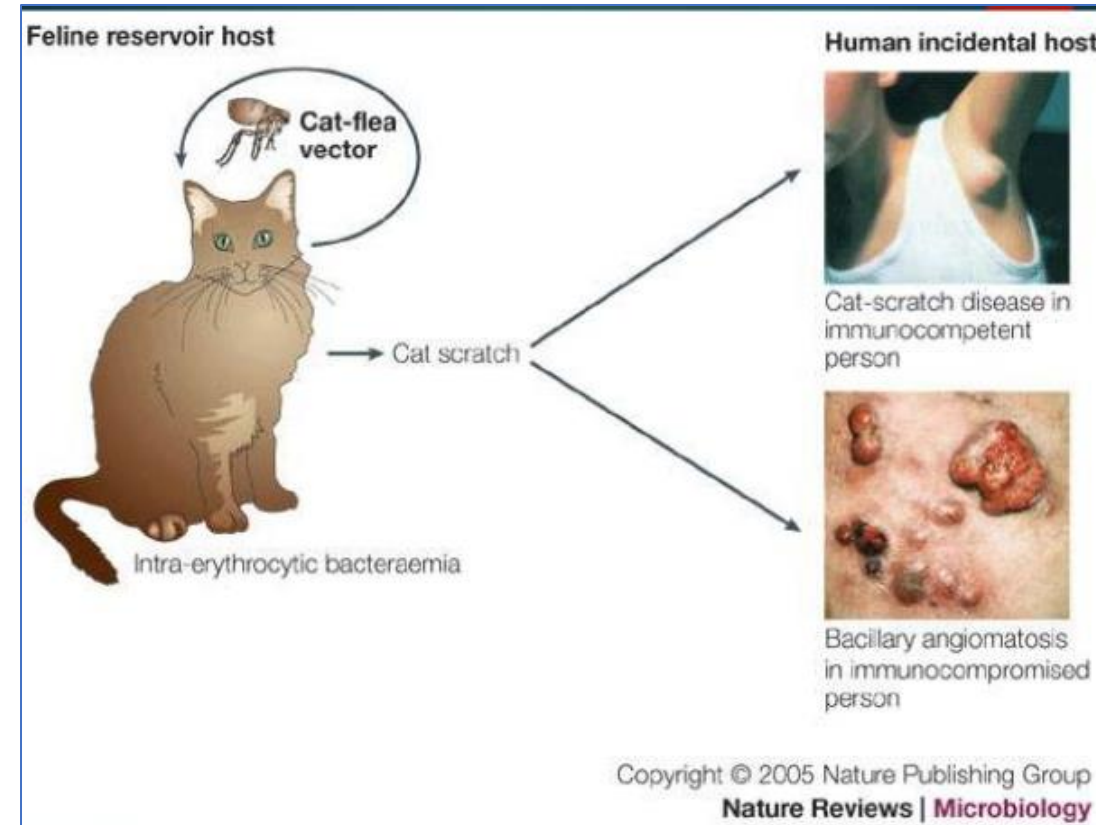 Feline reservoir host
Cat-flea
vector
Cat scratch
Intra-erythrocytic bacteraemia
Human incidental host
Cat-scratch disease in
immunocompetent
person
Bacillary angiomatosis
in immunocompromised
person
Copyright © 2005 Nature Publishing Group
Nature Reviews | Microbiology